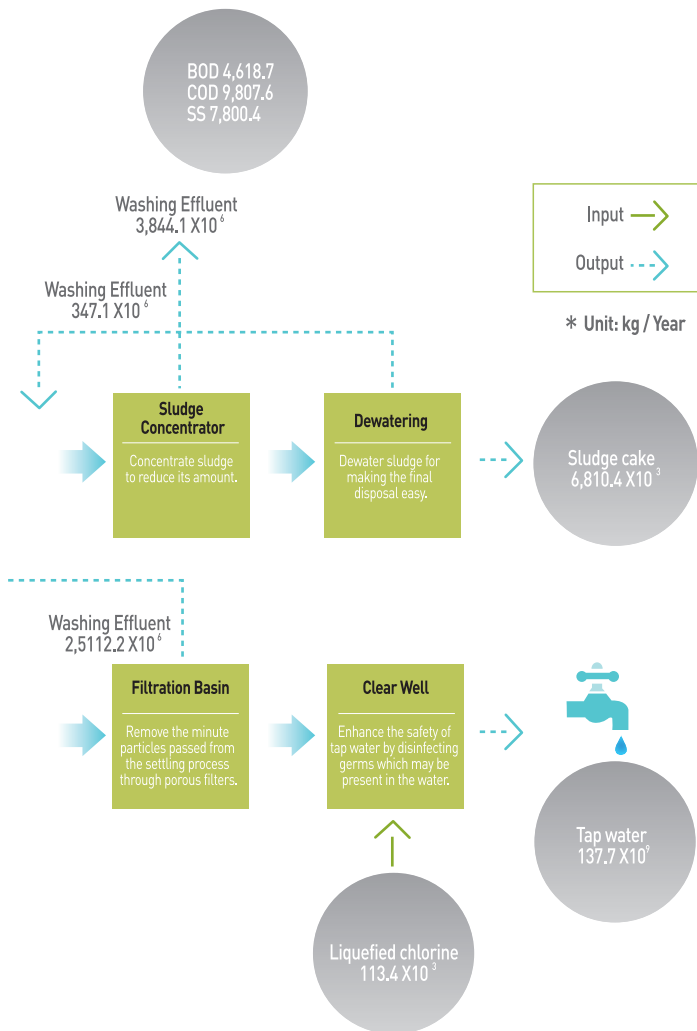 BOD 4,618.7
COD 9,807.6
SS 7,800.4
Washing Effluent
3,844.1 X10⁶
Input
Output
Washing Effluent
347.1 X10⁶
* Unit: kg / Year
Sludge
Concentrator
Concentrate sludge
to reduce its amount.
Dewatering
Dewater sludge for
making the final
disposal easy.
Sludge cake
6,810.4 X10³
Washing Effluent
2,5112.2 X10⁶
Filtration Basin
Remove the minute
particles passed from
the settling process
through porous filters.
Clear Well
Enhance the safety of
tap water by disinfecting
germs which may be
present in the water.
Tap water
137.7 X10⁹
Liquefied chlorine
113.4 X10³